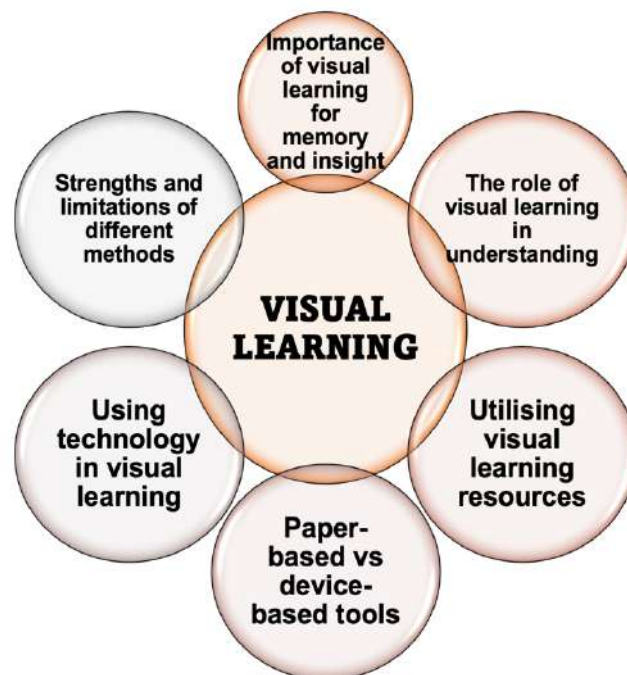 Importance
of visual
learning
for
memory
and insight
The role of
visual learning
in
understanding
Utilising
visual
learning
resources
Paper-
based vs
device-
based tools
Using
technology
in visual
learning
Strengths and
limitations of
different
methods
VISUAL
LEARNING